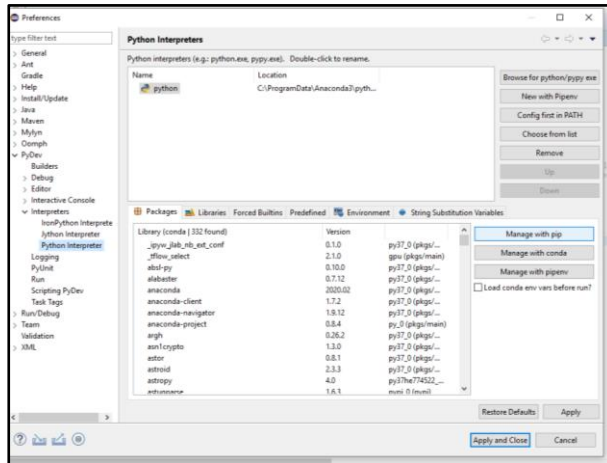 Preferences
type filter text
General
Ant
Gradle
Help
Install/Update
Java
Maven
Mylyn
Oomph
PyDev
Builders
Debug
Editor
Interactive Console
Interpreters
IronPython Interprete
Jython Interpreter
Python Interpreter
Logging
PyUnit
Run
Scripting PyDev
Task Tags
Run/Debug
Team
Validation
XML
Python Interpreters
Python interpreters (e.g.: python.exe, pypy.exe). Double-click to rename.
Name Location
python C:\ProgramData\Anaconda3\pyth...
Browse for python/pypy exe
New with Pipenv
Config first in PATH
Choose from list
Remove
Up
Down
Packages Libraries Forced Builtins Predefined Environment String Substitution Variables
Library (conda | 332 found) Version
_ipyw_jlab_nb_ext_conf 0.1.0 py37_0 (pkgs/...
_tflow_select 2.1.0 gpu (pkgs/main)
absl-py 0.10.0 py37_0 (pkgs/...
alabaster 0.7.12 py37_0 (pkgs/...
anaconda 2020.02 py37_0 (pkgs/...
anaconda-client 1.7.2 py37_0 (pkgs/...
anaconda-navigator 1.9.12 py37_0 (pkgs/...
anaconda-project 0.8.4 py_0 (pkgs/main)
argh 0.26.2 py37_0 (pkgs/...
asn1crypto 1.3.0 py37_0 (pkgs/...
astor 0.8.1 py37_0 (pkgs/...
astroid 2.3.3 py37_0 (pkgs/...
astropy 4.0 py37he774522_...
astunparse 1.6.3 pypi_0 (pypi)
Manage with pip
Manage with conda
Manage with pipenv
Load conda env vars before run?
Restore Defaults Apply
Apply and Close Cancel